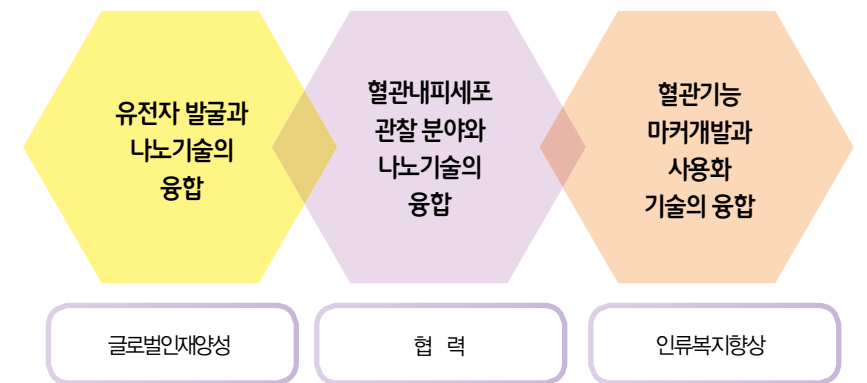 유전자 발굴과
나노기술의
융합
혈관내피세포
관찰 분야와
나노기술의
융합
혈관기능
마커개발과
사용화
기술의 융합
글로벌인재양성
협 력
인류복지향상